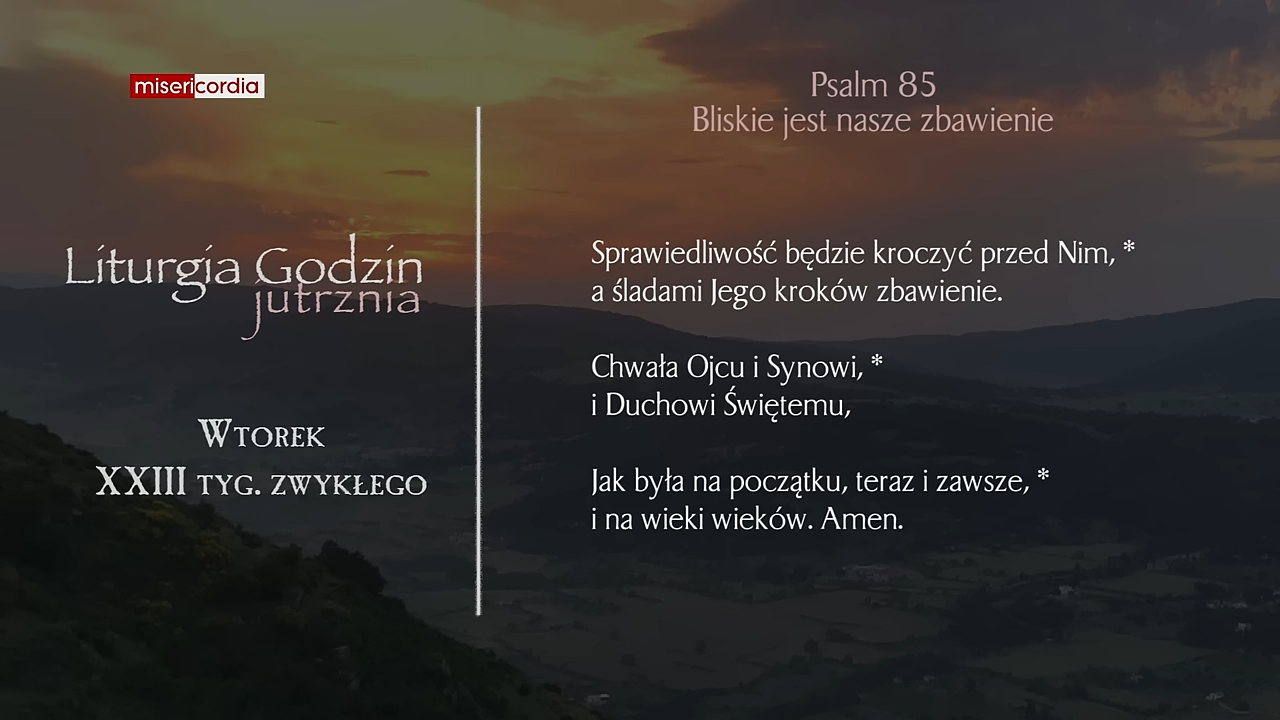 misericordia
Liturgia Godzin
jutrznia
Wtorek
XXIII tyg. zwykłego
Psalm 85
Bliskie jest nasze zbawienie
Sprawiedliwość będzie kroczyć przed Nim, *
a śladami Jego kroków zbawienie.
Chwała Ojcu i Synowi, *
i Duchowi Świętemu,
Jak była na początku, teraz i zawsze, *
i na wieki wieków. Amen.